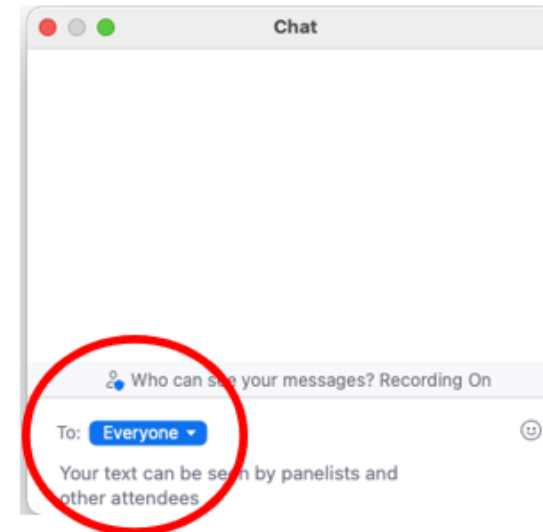 Chat
Who can see your messages? Recording On
To: Everyone
Your text can be seen by panelists and
other attendees